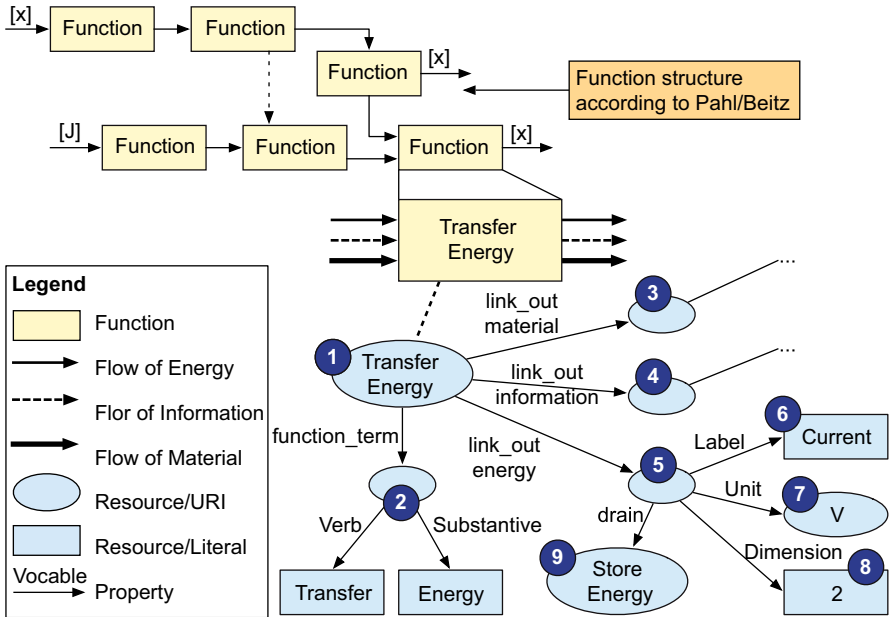 [x]
Function
Function
Function
[x]
Function structure
according to Pahl/Beitz
[J]
Function
Function
Function
[x]
Transfer
Energy
Legend
Function
Flow of Energy
Flor of Information
Flow of Material
Resource/URI
Resource/Literal
Vocable
Property
1
Transfer
Energy
link_out
material
3
...
link_out
information
4
...
function_term
link_out
energy
2
Verb
Substantive
Transfer
Energy
5
Label
6
Current
Unit
7
V
drain
Dimension
8
2
9
Store
Energy